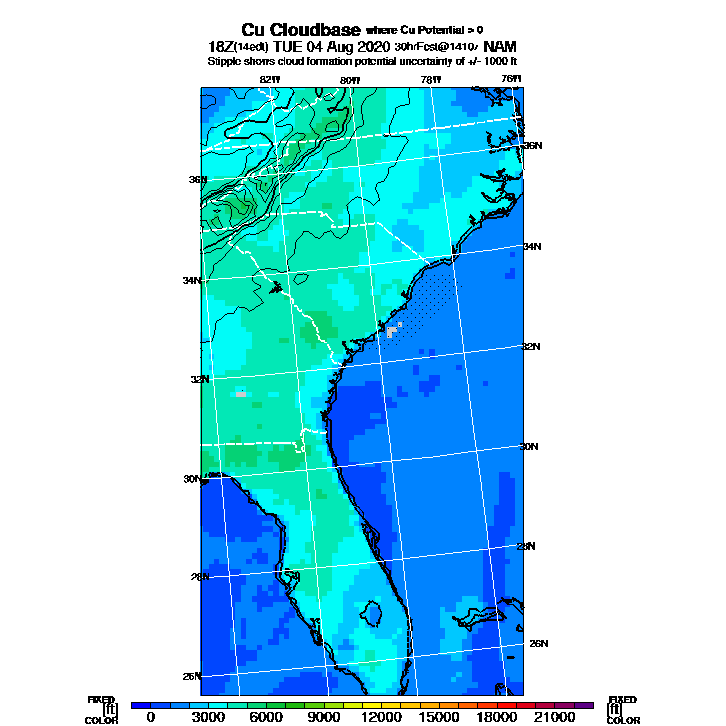 Cu Cloudbase where Cu Potential > 0
18Z(14edt) TUE 04 Aug 2020 30hrFcst@1410z NAM
Stipple shows cloud formation potential uncertainty of +/- 1000 ft
82W 80W 78W 76W
36N
36N
34N
34N
32N
32N
30N
30N
28N
28N
26N
26N
FIXED FIXED
[ft] [ft]
COLOR COLOR
0 3000 6000 9000 12000 15000 18000 21000